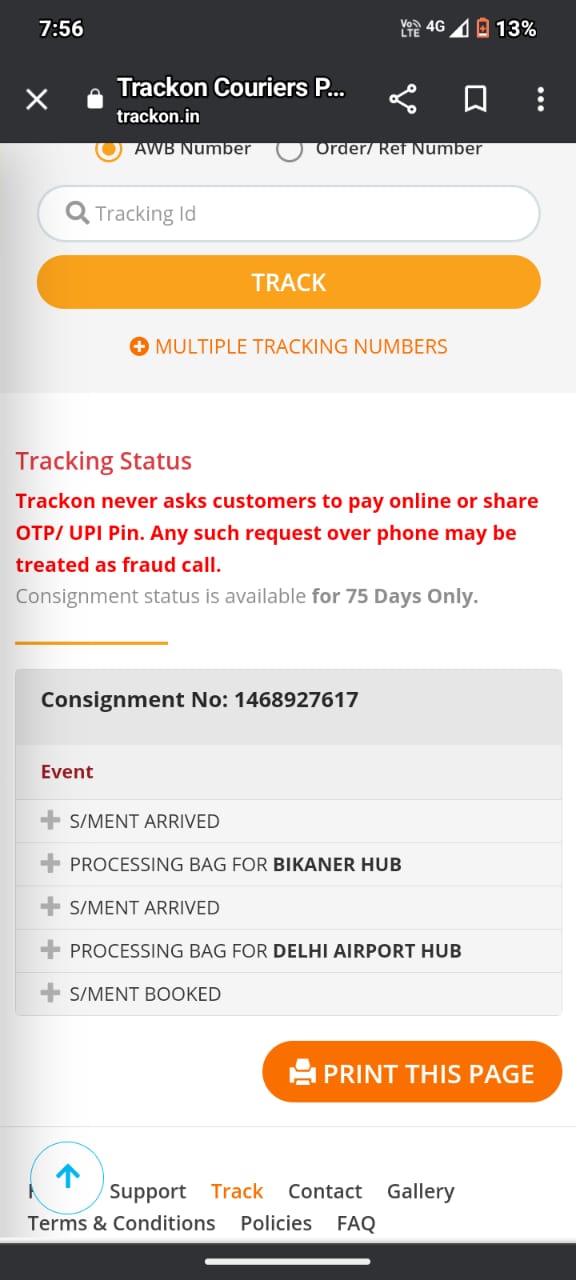 7:56
Vo) LTE 4G 13%
Trackon Couriers P...
trackon.in
AWB Number Order/ Ref Number
Tracking Id
TRACK
MULTIPLE TRACKING NUMBERS
Tracking Status
Trackon never asks customers to pay online or share
OTP/ UPI Pin. Any such request over phone may be
treated as fraud call.
Consignment status is available for 75 Days Only.
Consignment No: 1468927617
Event
S/MENT ARRIVED
PROCESSING BAG FOR BIKANER HUB
S/MENT ARRIVED
PROCESSING BAG FOR DELHI AIRPORT HUB
S/MENT BOOKED
PRINT THIS PAGE
Support Track Contact Gallery
Terms & Conditions Policies FAQ